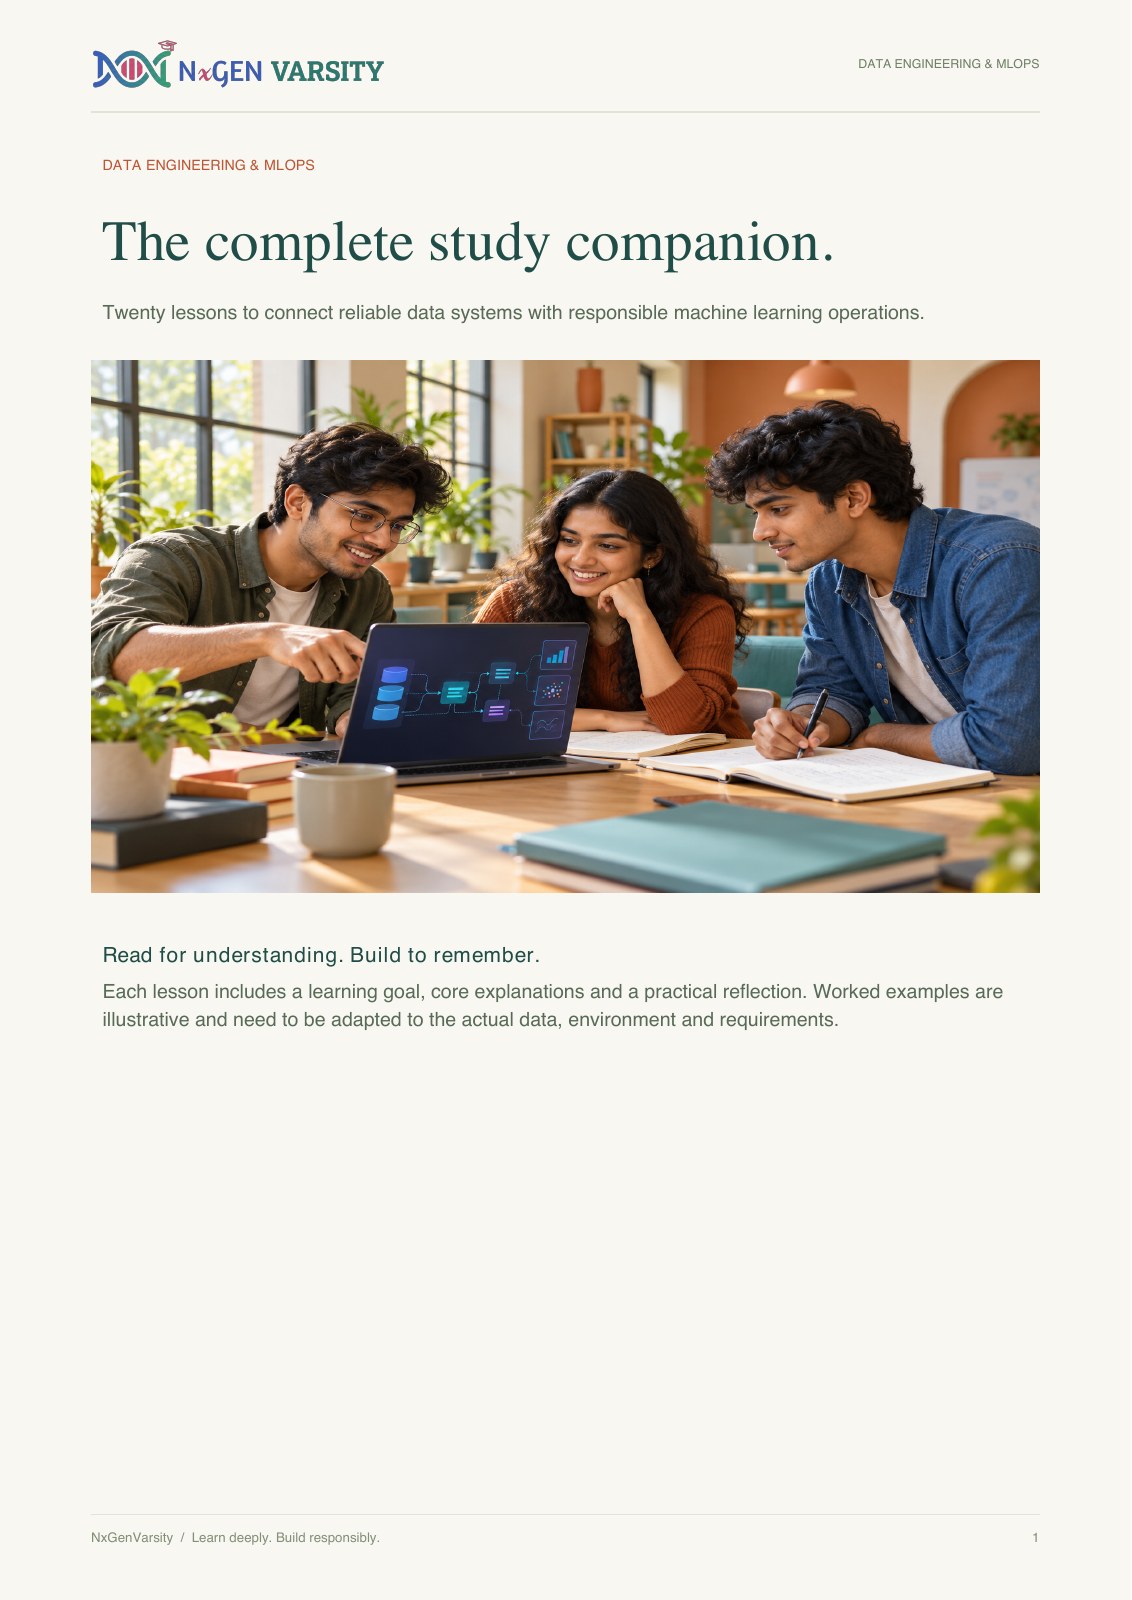 NxGEN VARSITY
DATA ENGINEERING & MLOPS
DATA ENGINEERING & MLOPS
The complete study companion.
Twenty lessons to connect reliable data systems with responsible machine learning operations.
Read for understanding. Build to remember.
Each lesson includes a learning goal, core explanations and a practical reflection. Worked examples are
illustrative and need to be adapted to the actual data, environment and requirements.
NxGenVarsity / Learn deeply. Build responsibly.
1